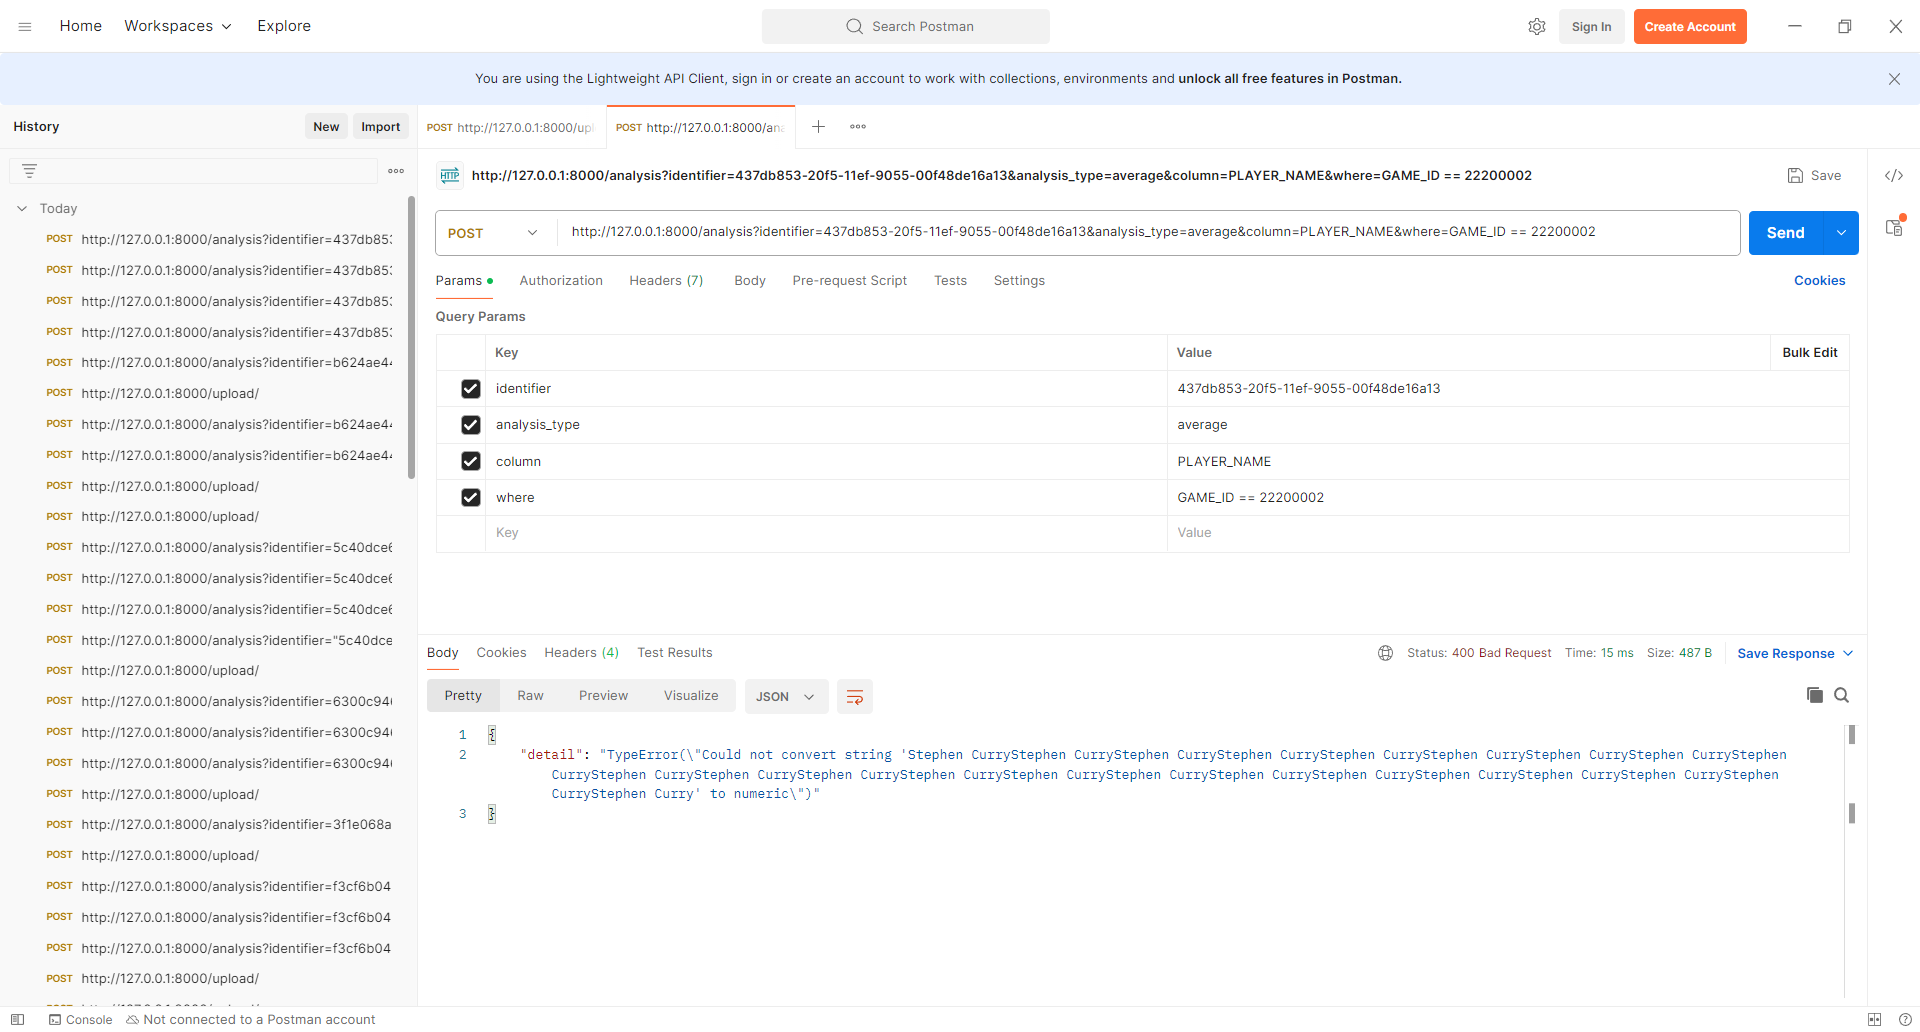 Home Workspaces Explore
Search Postman
Sign In Create Account
You are using the Lightweight API Client, sign in or create an account to work with collections, environments and unlock all free features in Postman.
History
New Import
Today
POST http://127.0.0.1:8000/analysis?identifier=437db853
POST http://127.0.0.1:8000/analysis?identifier=437db853
POST http://127.0.0.1:8000/analysis?identifier=437db853
POST http://127.0.0.1:8000/analysis?identifier=437db853
POST http://127.0.0.1:8000/analysis?identifier=b624ae44
POST http://127.0.0.1:8000/upload/
POST http://127.0.0.1:8000/analysis?identifier=b624ae44
POST http://127.0.0.1:8000/analysis?identifier=b624ae44
POST http://127.0.0.1:8000/upload/
POST http://127.0.0.1:8000/upload/
POST http://127.0.0.1:8000/analysis?identifier=5c40dce6
POST http://127.0.0.1:8000/analysis?identifier=5c40dce6
POST http://127.0.0.1:8000/analysis?identifier=5c40dce6
POST http://127.0.0.1:8000/analysis?identifier="5c40dce
POST http://127.0.0.1:8000/upload/
POST http://127.0.0.1:8000/analysis?identifier=6300c946
POST http://127.0.0.1:8000/analysis?identifier=6300c946
POST http://127.0.0.1:8000/analysis?identifier=6300c946
POST http://127.0.0.1:8000/upload/
POST http://127.0.0.1:8000/analysis?identifier=3f1e068a
POST http://127.0.0.1:8000/upload/
POST http://127.0.0.1:8000/analysis?identifier=f3cf6b04
POST http://127.0.0.1:8000/analysis?identifier=f3cf6b04
POST http://127.0.0.1:8000/analysis?identifier=f3cf6b04
POST http://127.0.0.1:8000/upload/
POST http://127.0.0.1:8000/upl
POST http://127.0.0.1:8000/ana
HTTP http://127.0.0.1:8000/analysis?identifier=437db853-20f5-11ef-9055-00f48de16a13&analysis_type=average&column=PLAYER_NAME&where=GAME_ID == 22200002
Save </>
POST http://127.0.0.1:8000/analysis?identifier=437db853-20f5-11ef-9055-00f48de16a13&analysis_type=average&column=PLAYER_NAME&where=GAME_ID == 22200002
Send
Params Authorization Headers (7) Body Pre-request Script Tests Settings Cookies
Query Params
Key Value Bulk Edit
identifier 437db853-20f5-11ef-9055-00f48de16a13
analysis_type average
column PLAYER_NAME
where GAME_ID == 22200002
Key Value
Body Cookies Headers (4) Test Results
Status: 400 Bad Request Time: 15 ms Size: 487 B Save Response
Pretty Raw Preview Visualize JSON
1 {
2 "detail": "TypeError(\"Could not convert string 'Stephen CurryStephen CurryStephen CurryStephen CurryStephen CurryStephen CurryStephen CurryStephen CurryStephen
CurryStephen CurryStephen CurryStephen CurryStephen CurryStephen CurryStephen CurryStephen CurryStephen CurryStephen CurryStephen CurryStephen CurryStephen
CurryStephen Curry' to numeric\")"
3 }
Console Not connected to a Postman account